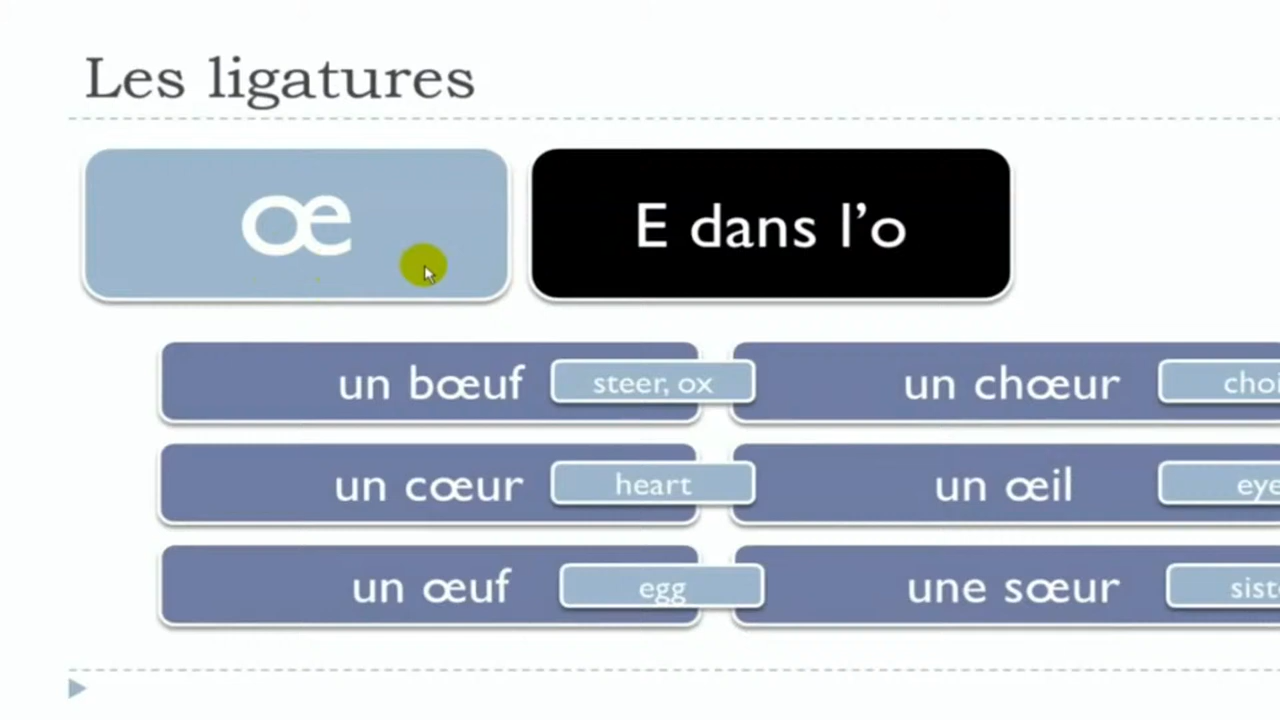 Les ligatures
œ
E dans l’o
un bœuf steer, ox
un chœur
un cœur heart
un œil eye
un œuf egg
une sœur